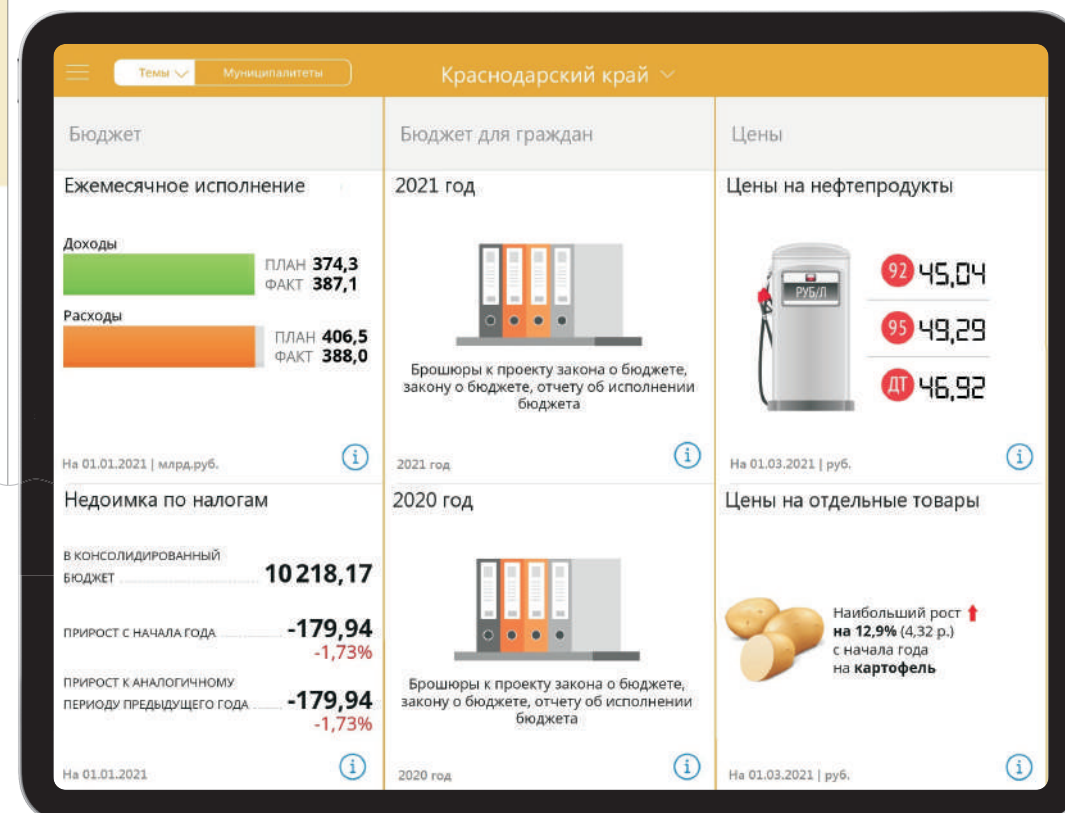 Темы
Муниципалитеты
Краснодарский край
Бюджет
Ежемесячное исполнение
Доходы
ПЛАН 374,3
ФАКТ 387,1
Расходы
ПЛАН 406,5
ФАКТ 388,0
На 01.01.2021 | млрд.руб.
Недоимка по налогам
В КОНСОЛИДИРОВАННЫЙ
БЮДЖЕТ 10 218,17
ПРИРОСТ С НАЧАЛА ГОДА -179,94
-1,73%
ПРИРОСТ К АНАЛОГИЧНОМУ
ПЕРИОДУ ПРЕДЫДУЩЕГО ГОДА -179,94
-1,73%
На 01.01.2021
Бюджет для граждан
2021 год
Брошюры к проекту закона о бюджете,
закону о бюджете, отчету об исполнении
бюджета
2021 год
2020 год
Брошюры к проекту закона о бюджете,
закону о бюджете, отчету об исполнении
бюджета
2020 год
Цены
Цены на нефтепродукты
РУБ/Л
92 45,04
95 49,29
ДТ 46,92
На 01.03.2021 | руб.
Цены на отдельные товары
Наибольший рост
на 12,9% (4,32 р.)
с начала года
на картофель
На 01.03.2021 | руб.